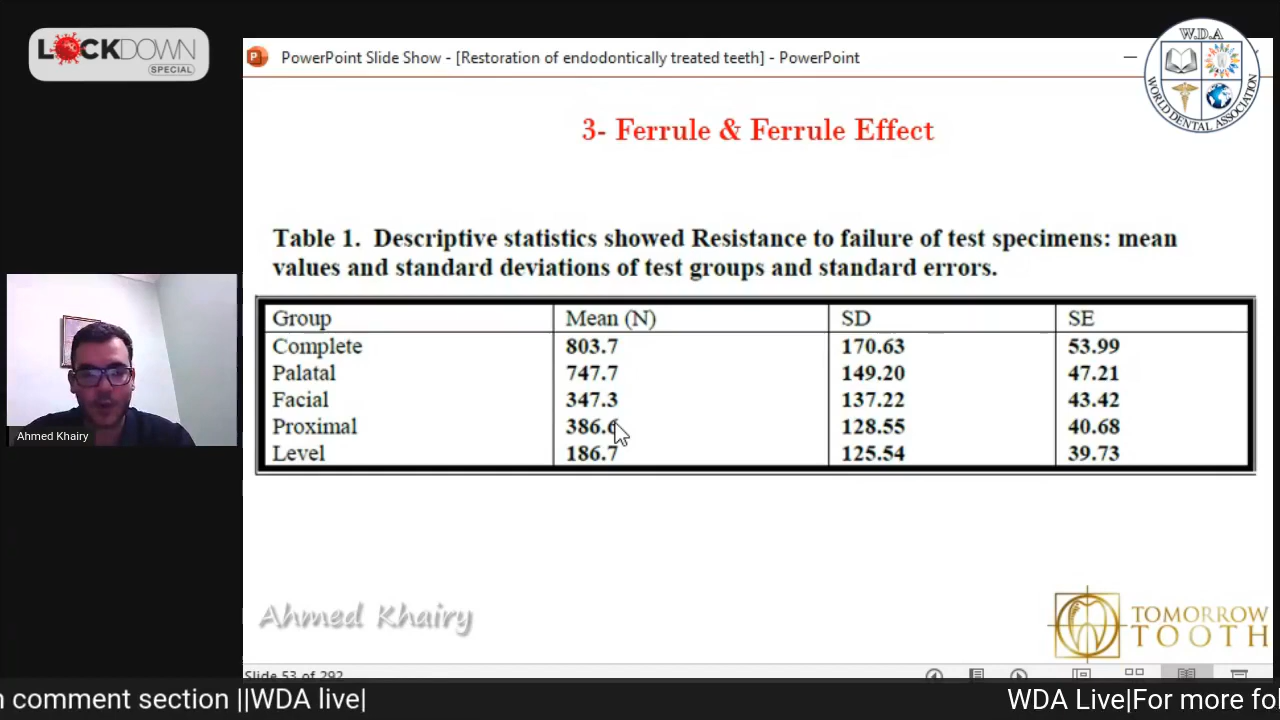 LOCKDOWN
SPECIAL
PowerPoint Slide Show - [Restoration of endodontically treated teeth] - PowerPoint
W.D.A
WORLD DENTAL ASSOCIATION
3- Ferrule & Ferrule Effect
Table 1. Descriptive statistics showed Resistance to failure of test specimens: mean
values and standard deviations of test groups and standard errors.
Group Mean (N) SD SE
Complete 803.7 170.63 53.99
Palatal 747.7 149.20 47.21
Facial 347.3 137.22 43.42
Proximal 386.6 128.55 40.68
Level 186.7 125.54 39.73
Ahmed Khairy
Ahmed Khairy
TOMORROW
TOOTH
Slide 53 of 292
n comment section ||WDA live| WDA Live|For more fo